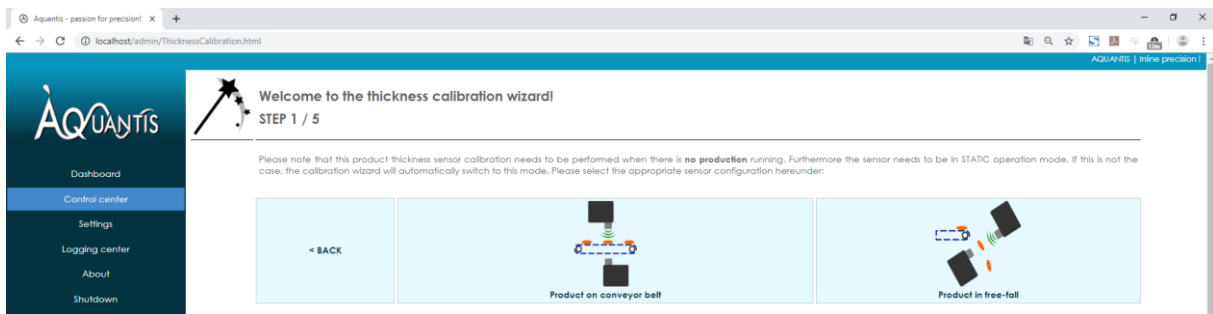 Aquantis - passion for precision!
localhost/admin/ThicknessCalibration.html
AQUANTIS | Inline precision !
AQUANTIS
Welcome to the thickness calibration wizard!
STEP 1 / 5
Please note that this product thickness sensor calibration needs to be performed when there is no production running. Furthermore the sensor needs to be in STATIC operation mode. If this is not the
case, the calibration wizard will automatically switch to this mode. Please select the appropriate sensor configuration hereunder:
Dashboard
Control center
Settings
Logging center
About
Shutdown
< BACK
Product on conveyor belt
Product in free-fall